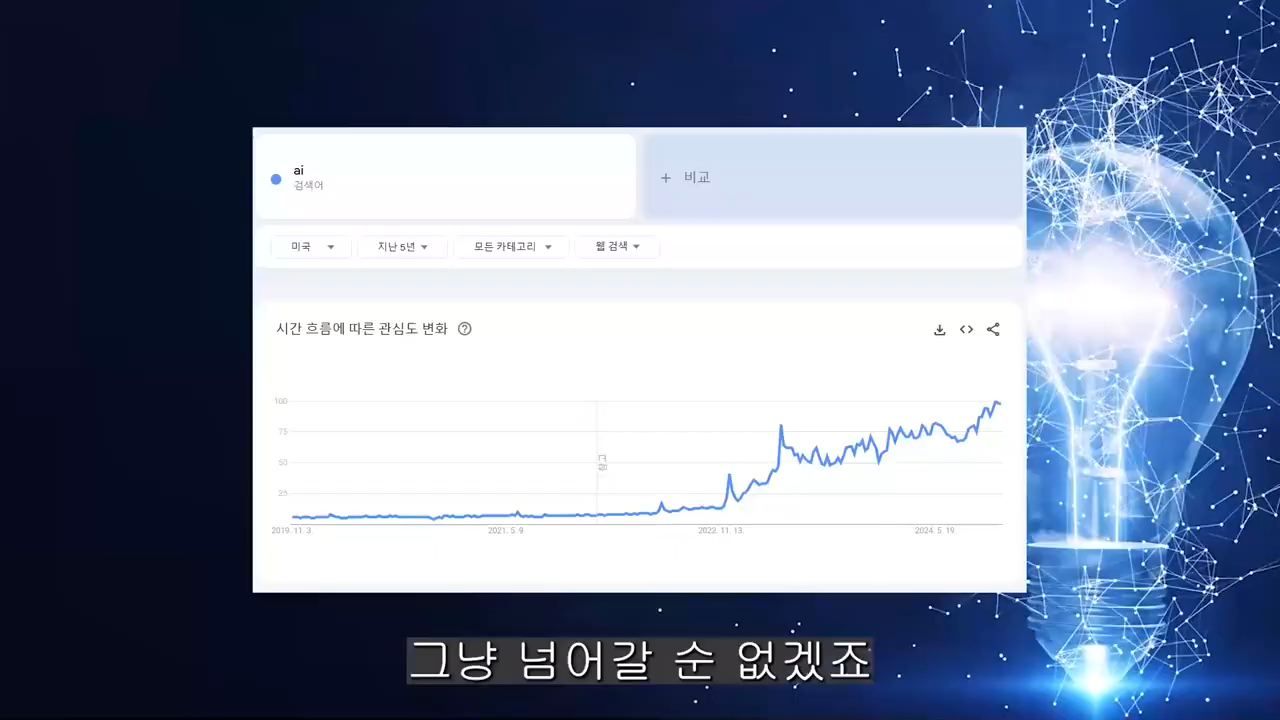 ai
검색어
+ 비교
미국
지난 5년
모든 카테고리
웹 검색
시간 흐름에 따른 관심도 변화
100
75
50
25
참고
2019. 11. 3.
2021. 5. 9.
2022. 11. 13.
2024. 5. 19.
그냥 넘어갈 순 없겠죠